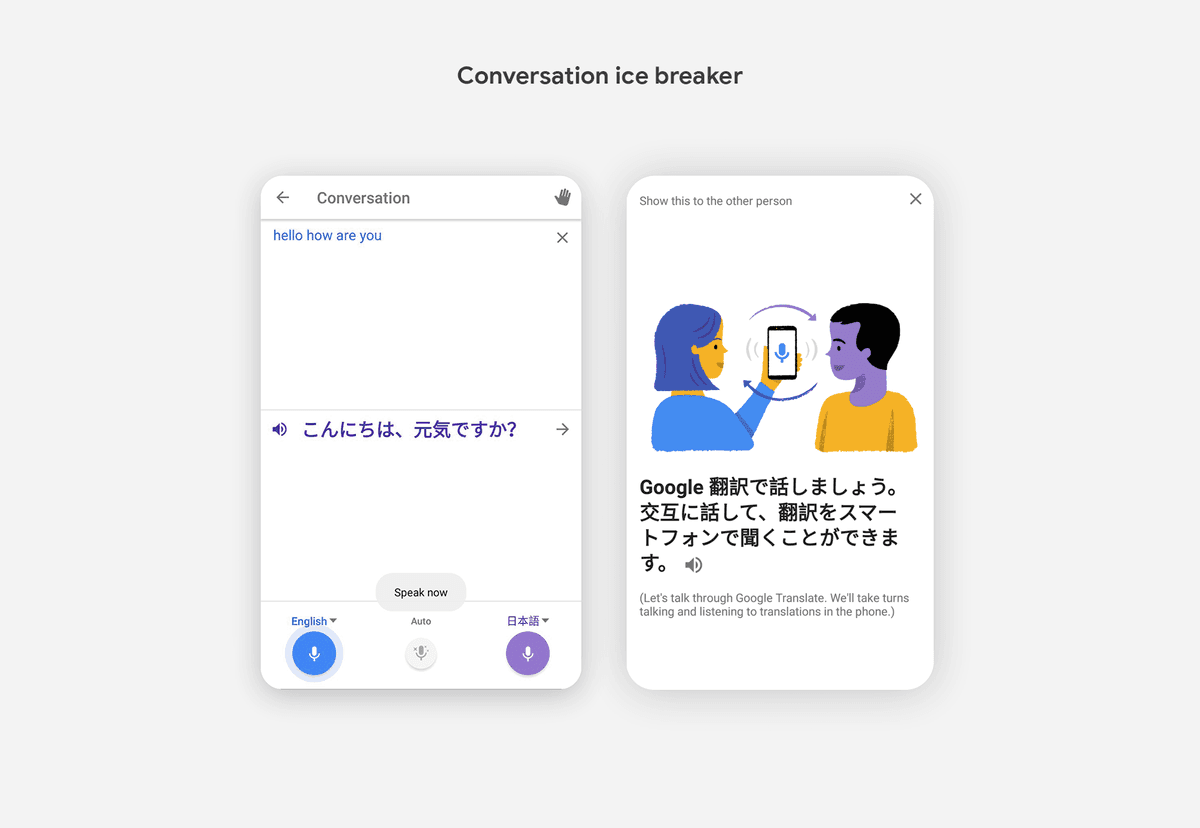 Conversation ice breaker
Conversation
hello how are you
こんにちは、元気ですか?
Speak now
English
Auto
日本語
Show this to the other person
Google 翻訳で話しましょう。
交互に話して、翻訳をスマー
トフォンで聞くことができま
す。
(Let's talk through Google Translate. We'll take turns
talking and listening to translations in the phone.)